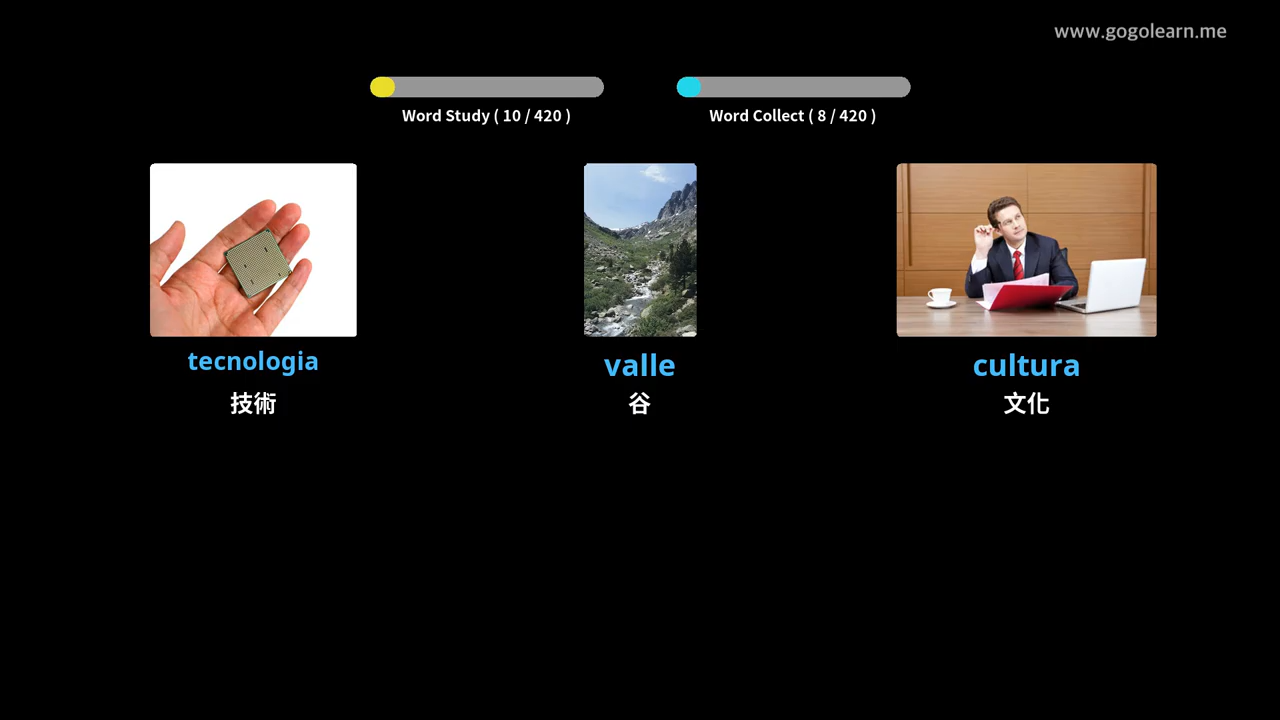 www.gogolearn.me
Word Study ( 10 / 420 )
Word Collect ( 8 / 420 )
tecnologia
技術
valle
谷
cultura
文化